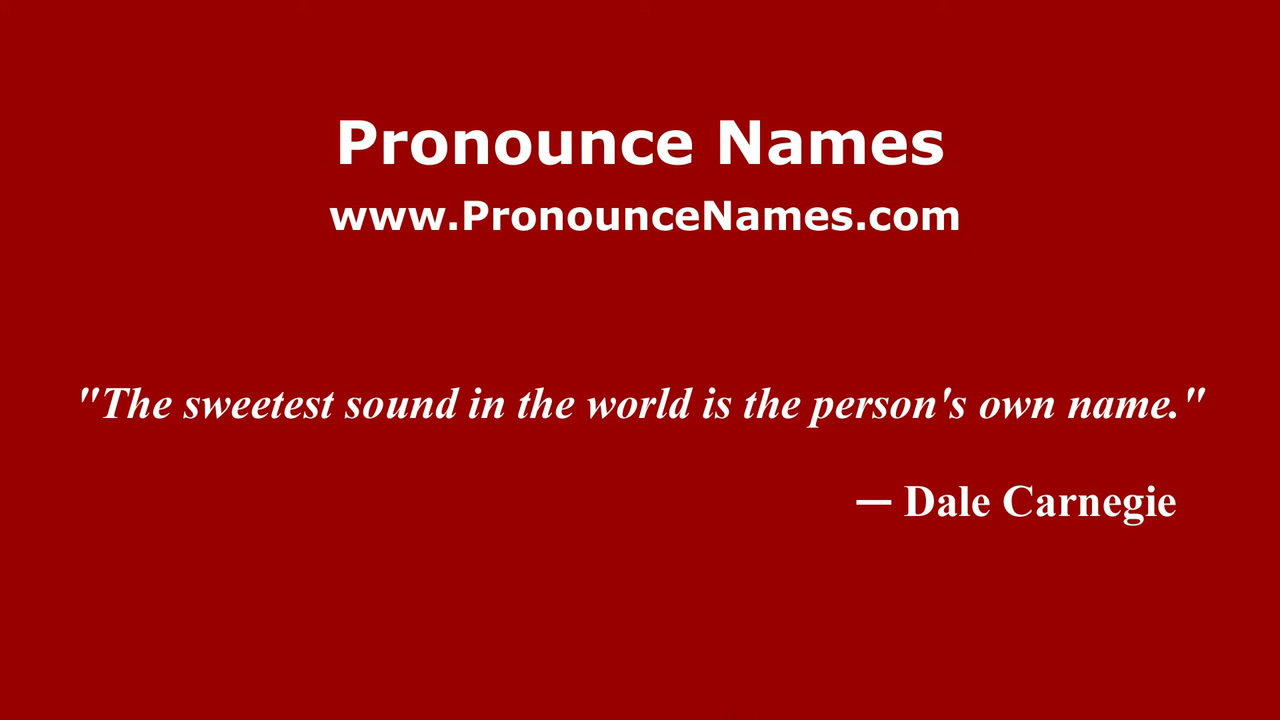 Pronounce Names
www.PronounceNames.com
"The sweetest sound in the world is the person's own name."
— Dale Carnegie